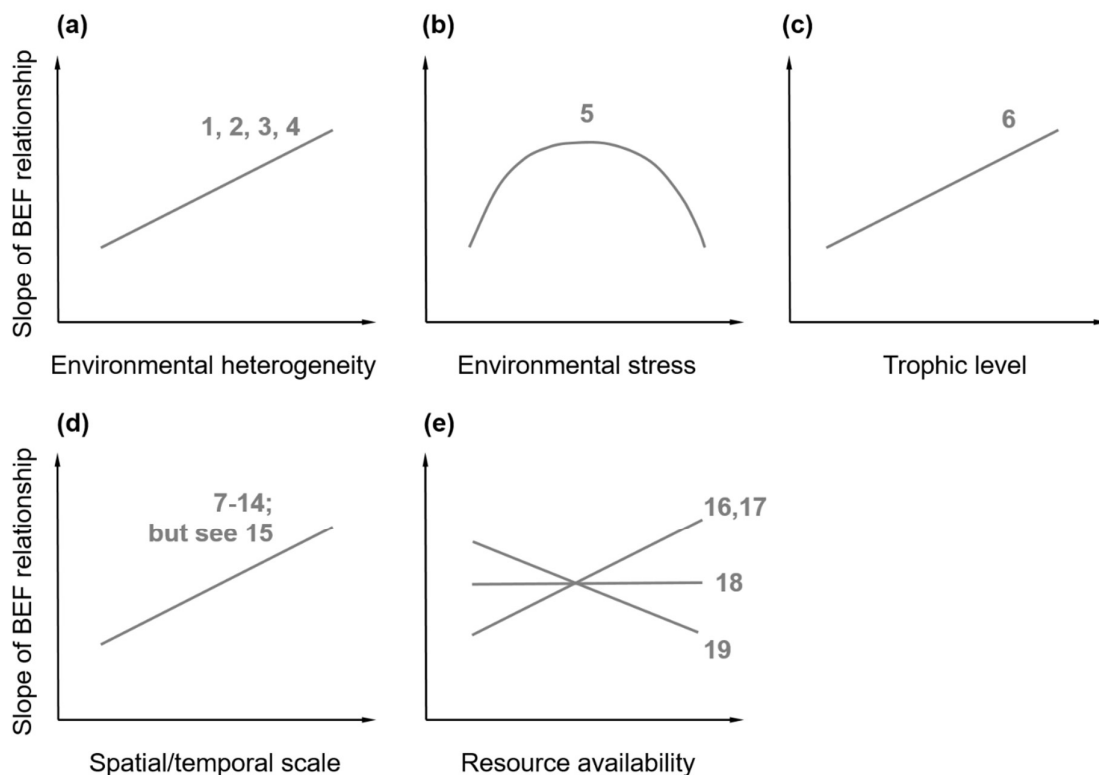 (a)
(b)
(c)
Slope of BEF relationship
1, 2, 3, 4
5
6
Environmental heterogeneity
Environmental stress
Trophic level
(d)
(e)
Slope of BEF relationship
7-14;
but see 15
16,17
18
19
Spatial/temporal scale
Resource availability